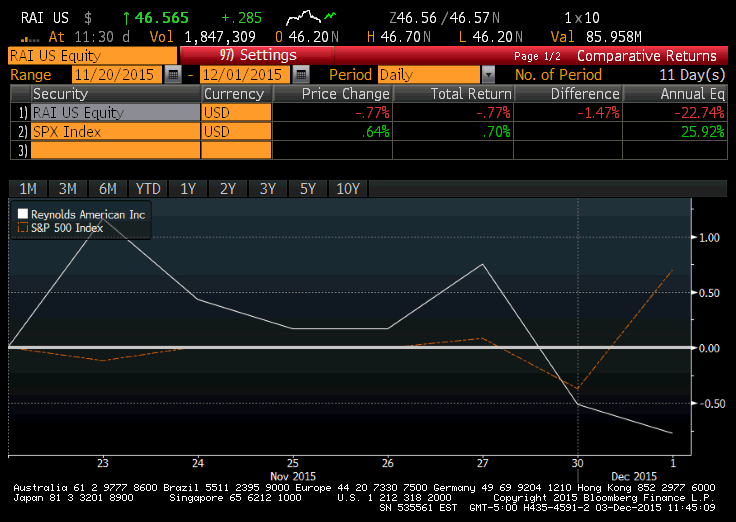 RAI US $ ↑ 46.565 +.285 Z46.56 / 46.57N 1 x 10
At 11:30 d Vol 1,847,309 O 46.20N H 46.70N L 46.20N Val 85.958M
RAI US Equity 97) Settings Page 1/2 Comparative Returns
Range 11/20/2015 - 12/01/2015 Period Daily No. of Period 11 Day(s)
Security Currency Price Change Total Return Difference Annual Eq
1) RAI US Equity USD -.77% -.77% -1.47% -22.74%
2) SPX Index USD .64% .70% 25.92%
3)
1M 3M 6M YTD 1Y 2Y 3Y 5Y 10Y
Reynolds American Inc
S&P 500 Index
1.00
0.50
0.00
-0.50
23 24 25 26 27 30 1
Nov 2015 Dec 2015
Australia 61 2 9777 8600 Brazil 5511 2395 9000 Europe 44 20 7330 7500 Germany 49 69 9204 1210 Hong Kong 852 2977 6000
Japan 81 3 3201 8900 Singapore 65 6212 1000 U.S. 1 212 318 2000 Copyright 2015 Bloomberg Finance L.P.
SN 535561 EST GMT-5:00 H435-4591-2 03-Dec-2015 11:45:09